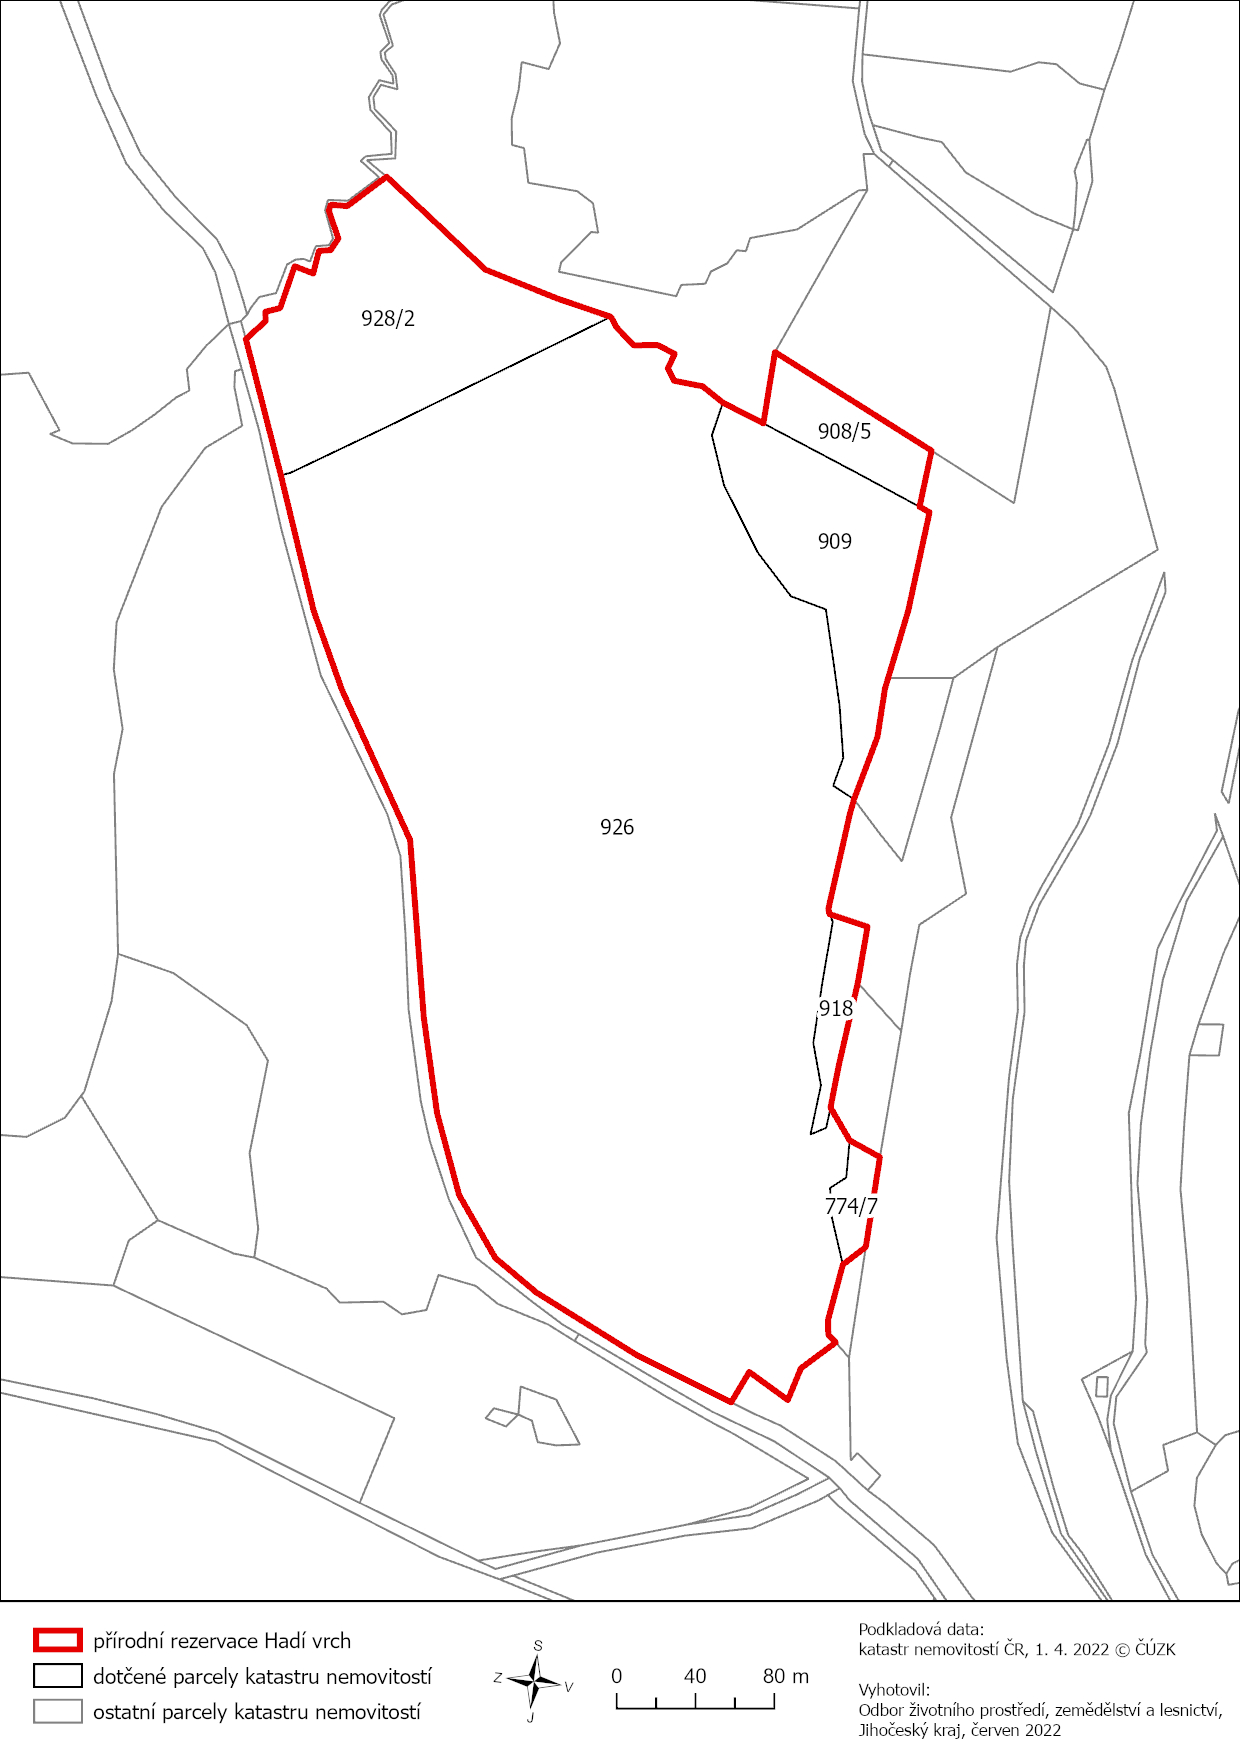 928/2
908/5
909
926
918
774/7
přírodní rezervace Hadí vrch
dotčené parcely katastru nemovitostí
ostatní parcely katastru nemovitostí
S
Z
V
J
0 40 80 m
Podkladová data:
katastr nemovitostí ČR, 1. 4. 2022 © ČÚZK
Vyhotovil:
Odbor životního prostředí, zemědělství a lesnictví,
Jihočeský kraj, červen 2022